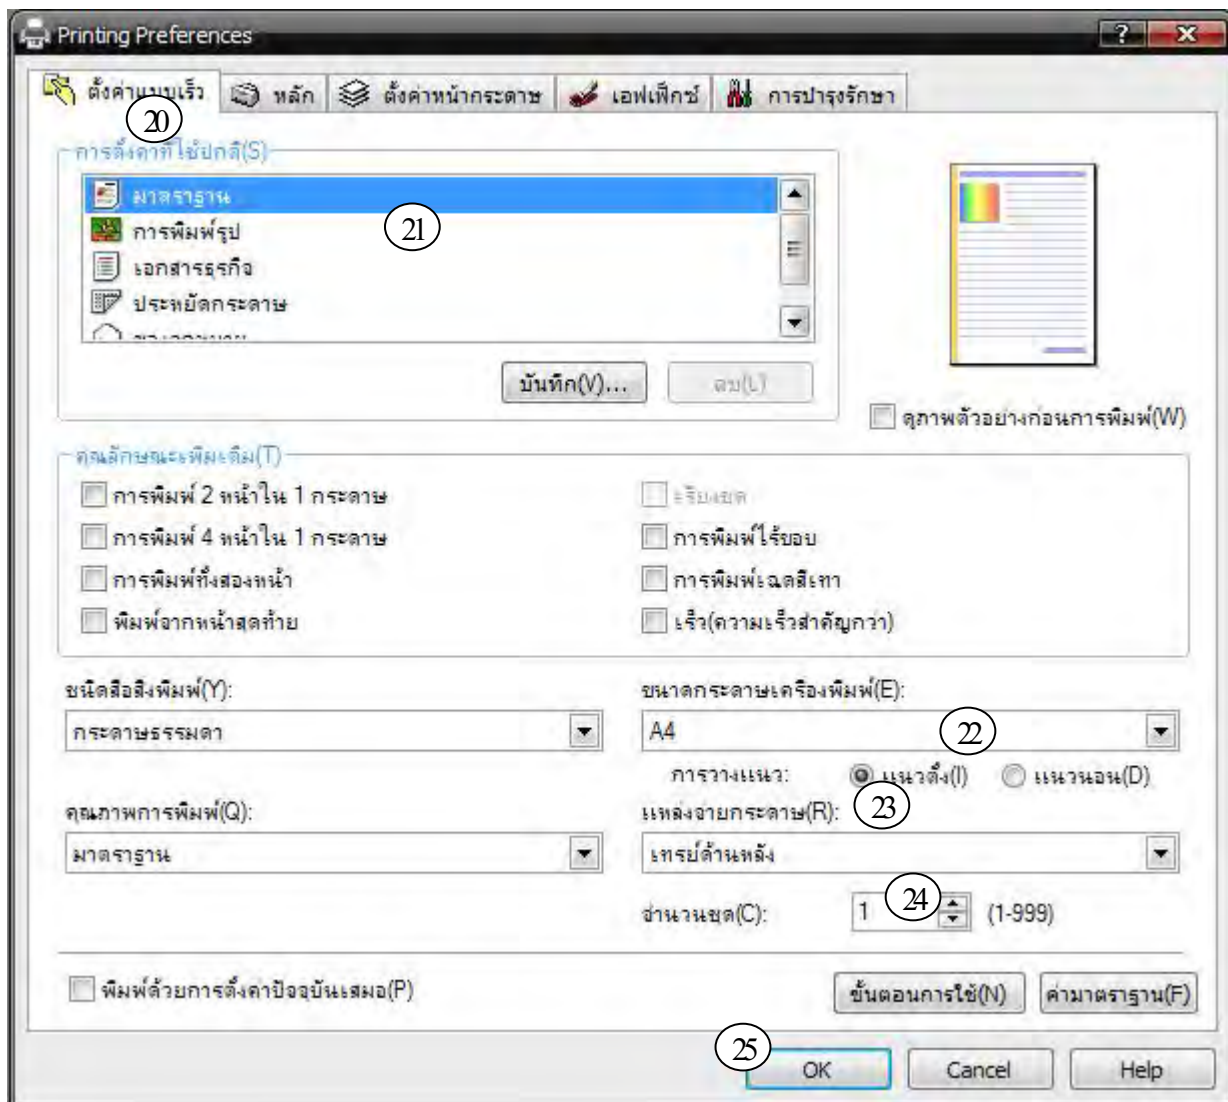 Printing Preferences
ตั้งค่าแบบเร็ว
หลัก
ตั้งค่าหน้ากระดาษ
เอฟเฟ็กซ์
การบำรุงรักษา
20
การตั้งค่าที่ใช้ปกติ(S)
มาตราฐาน
การพิมพ์รูป
21
เอกสารธุรกิจ
ประหยัดกระดาษ
บันทึก(V)...
ลบ(L)
ดูภาพตัวอย่างก่อนการพิมพ์(W)
คุณลักษณะเพิ่มเติม(T)
การพิมพ์ 2 หน้าใน 1 กระดาษ
เรียงชุด
การพิมพ์ 4 หน้าใน 1 กระดาษ
การพิมพ์ไร้ขอบ
การพิมพ์ทั้งสองหน้า
การพิมพ์เฉดสีเทา
พิมพ์จากหน้าสุดท้าย
เร็ว(ความเร็วสำคัญกว่า)
ชนิดสื่อสิ่งพิมพ์(Y):
ขนาดกระดาษเครื่องพิมพ์(E):
กระดาษธรรมดา
A4
22
การวางแนว:
แนวตั้ง(I)
แนวนอน(D)
คุณภาพการพิมพ์(Q):
แหล่งจ่ายกระดาษ(R):
23
มาตราฐาน
เทรย์ด้านหลัง
จำนวนชุด(C):
1
24
(1-999)
พิมพ์ด้วยการตั้งค่าปัจจุบันเสมอ(P)
ขั้นตอนการใช้(N)
ค่ามาตราฐาน(F)
25
OK
Cancel
Help